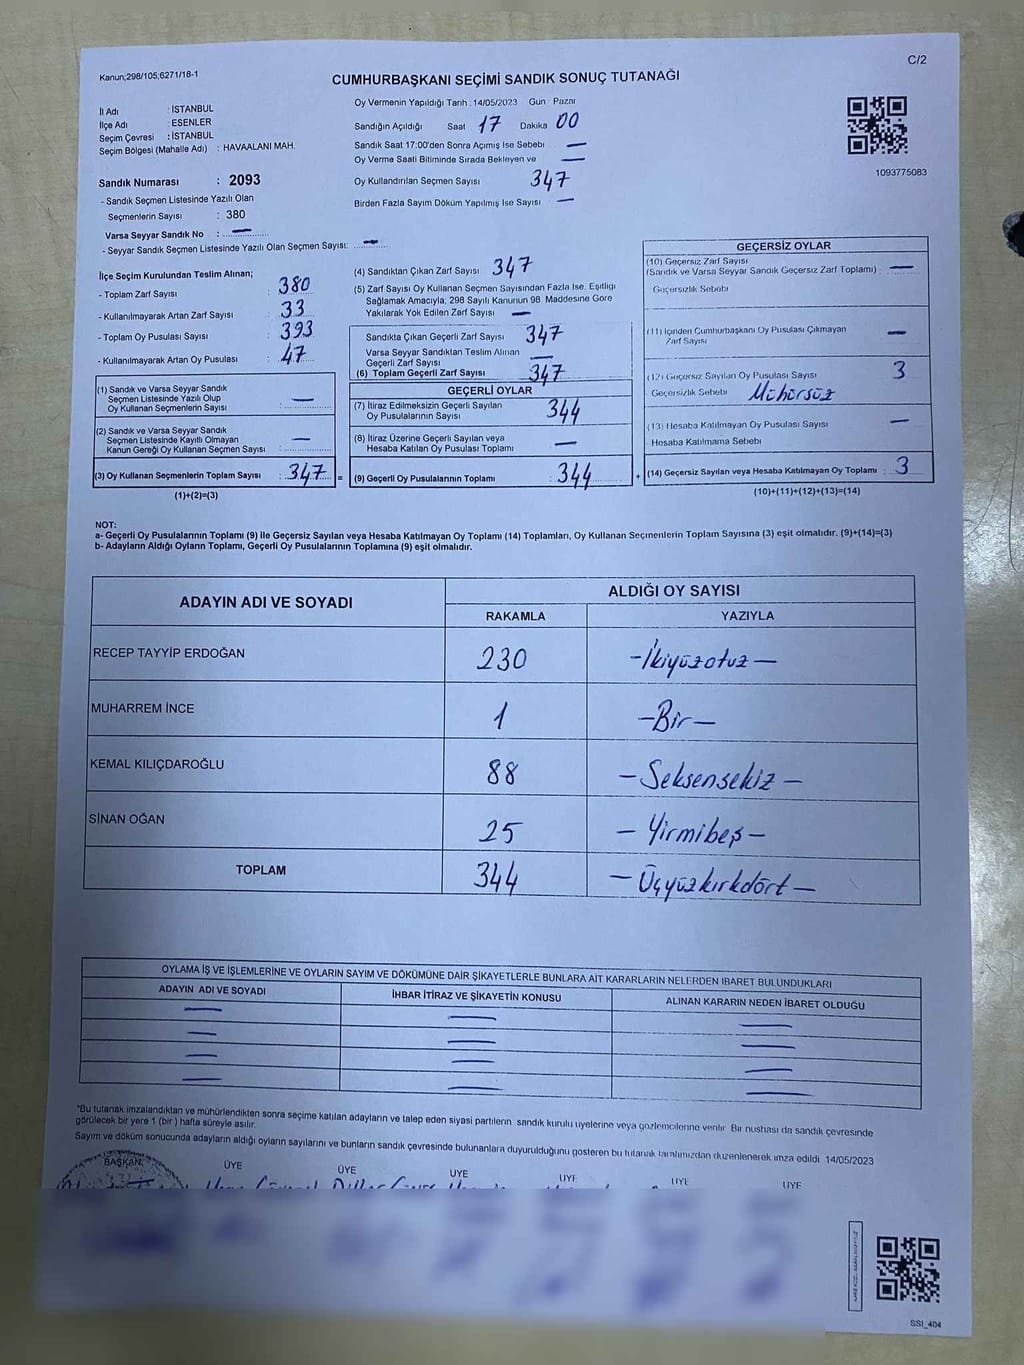 C/2
Kanun;298/105;6271/18-1
CUMHURBAŞKANI SEÇİMİ SANDIK SONUÇ TUTANAĞI
İl Adı : İSTANBUL
İlçe Adı : ESENLER
Seçim Çevresi : İSTANBUL
Seçim Bölgesi (Mahalle Adı) : HAVAALANI MAH.
Oy Vermenin Yapıldığı Tarih : 14/05/2023 Gün Pazar
Sandığın Açıldığı Saat 17 Dakika 00
Sandık Saat 17:00'den Sonra Açımış İse Sebebi —
Oy Verme Saati Bitiminde Sırada Bekleyen ve —
Oy Kullandırılan Seçmen Sayısı 347
Birden Fazla Sayım Döküm Yapılmış İse Sayısı —
1093775083
Sandık Numarası : 2093
- Sandık Seçmen Listesinde Yazılı Olan
Seçmenlerin Sayısı : 380
Varsa Seyyar Sandık No : —
- Seyyar Sandık Seçmen Listesinde Yazılı Olan Seçmen Sayısı: —
İlçe Seçim Kurulundan Teslim Alınan;
- Toplam Zarf Sayısı : 380
- Kullanılmayarak Artan Zarf Sayısı : 33
- Toplam Oy Pusulası Sayısı : 393
- Kullanılmayarak Artan Oy Pusulası : 47
(1) Sandık ve Varsa Seyyar Sandık
Seçmen Listesinde Yazılı Olup
Oy Kullanan Seçmenlerin Sayısı : —
(2) Sandık ve Varsa Seyyar Sandık
Seçmen Listesinde Kayıtlı Olmayan
Kanun Gereği Oy Kullanan Seçmen Sayısı : —
(3) Oy Kullanan Seçmenlerin Toplam Sayısı : 347 =
(1)+(2)=(3)
(4) Sandıktan Çıkan Zarf Sayısı 347
(5) Zarf Sayısı Oy Kullanan Seçmen Sayısından Fazla İse, Eşitliği
Sağlamak Amacıyla, 298 Sayılı Kanunun 98. Maddesine Göre
Yakılarak Yok Edilen Zarf Sayısı : —
Sandıkta Çıkan Geçerli Zarf Sayısı : 347
Varsa Seyyar Sandıktan Teslim Alınan
Geçerli Zarf Sayısı —
(6) Toplam Geçerli Zarf Sayısı : 347
GEÇERLİ OYLAR
(7) İtiraz Edilmeksizin Geçerli Sayılan
Oy Pusulalarının Sayısı : 344
(8) İtiraz Üzerine Geçerli Sayılan veya
Hesaba Katılan Oy Pusulası Toplamı : —
(9) Geçerli Oy Pusulalarının Toplamı : 344 +
GEÇERSİZ OYLAR
(10) Geçersiz Zarf Sayısı
(Sandık ve Varsa Seyyar Sandık Geçersiz Zarf Toplamı) : —
Geçersizlik Sebebi
(11) İçinden Cumhurbaşkanı Oy Pusulası Çıkmayan
Zarf Sayısı —
(12) Geçersiz Sayılan Oy Pusulası Sayısı : 3
Geçersizlik Sebebi Mühürsüz
(13) Hesaba Katılmayan Oy Pusulası Sayısı : —
Hesaba Katılmama Sebebi
(14) Geçersiz Sayılan veya Hesaba Katılmayan Oy Toplamı : 3
(10)+(11)+(12)+(13)=(14)
NOT:
a- Geçerli Oy Pusulalarının Toplamı (9) ile Geçersiz Sayılan veya Hesaba Katılmayan Oy Toplamı (14) Toplamları, Oy Kullanan Seçmenlerin Toplam Sayısına (3) eşit olmalıdır. (9)+(14)=(3)
b- Adayların Aldığı Oyların Toplamı, Geçerli Oy Pusulalarının Toplamına (9) eşit olmalıdır.
ADAYIN ADI VE SOYADI
ALDIĞI OY SAYISI
RAKAMLA YAZIYLA
RECEP TAYYİP ERDOĞAN 230 -İkiyüzotuz-
MUHARREM İNCE 1 -Bir-
KEMAL KILIÇDAROĞLU 88 -Seksensekiz-
SİNAN OĞAN 25 -Yirmibeş-
TOPLAM 344 -Üçyüzkırkdört-
OYLAMA İŞ VE İŞLEMLERİNE VE OYLARIN SAYIM VE DÖKÜMÜNE DAİR ŞİKAYETLERLE BUNLARA AİT KARARLARIN NELERDEN İBARET BULUNDUKLARI
ADAYIN ADI VE SOYADI İHBAR İTİRAZ VE ŞİKAYETİN KONUSU ALINAN KARARIN NEDEN İBARET OLDUĞU
— — —
— — —
— — —
— — —
"Bu tutanak imzalandıktan ve mühürlendikten sonra seçime katılan adayların ve talep eden siyasi partilerin sandık kurulu üyelerine veya gözlemcilerine verilir. Bir nüshası da sandık çevresinde
görülecek bir yere 1 (bir) hafta süreyle asılır.
Sayım ve döküm sonucunda adayların aldığı oyların sayılarını ve bunların sandık çevresinde bulunanlara duyurulduğunu gösteren bu tutanak tarafımızdan düzenlenerek imza edildi 14/05/2023
BAŞKAN ÜYE ÜYE ÜYE ÜYE ÜYE ÜYE
SSI_404